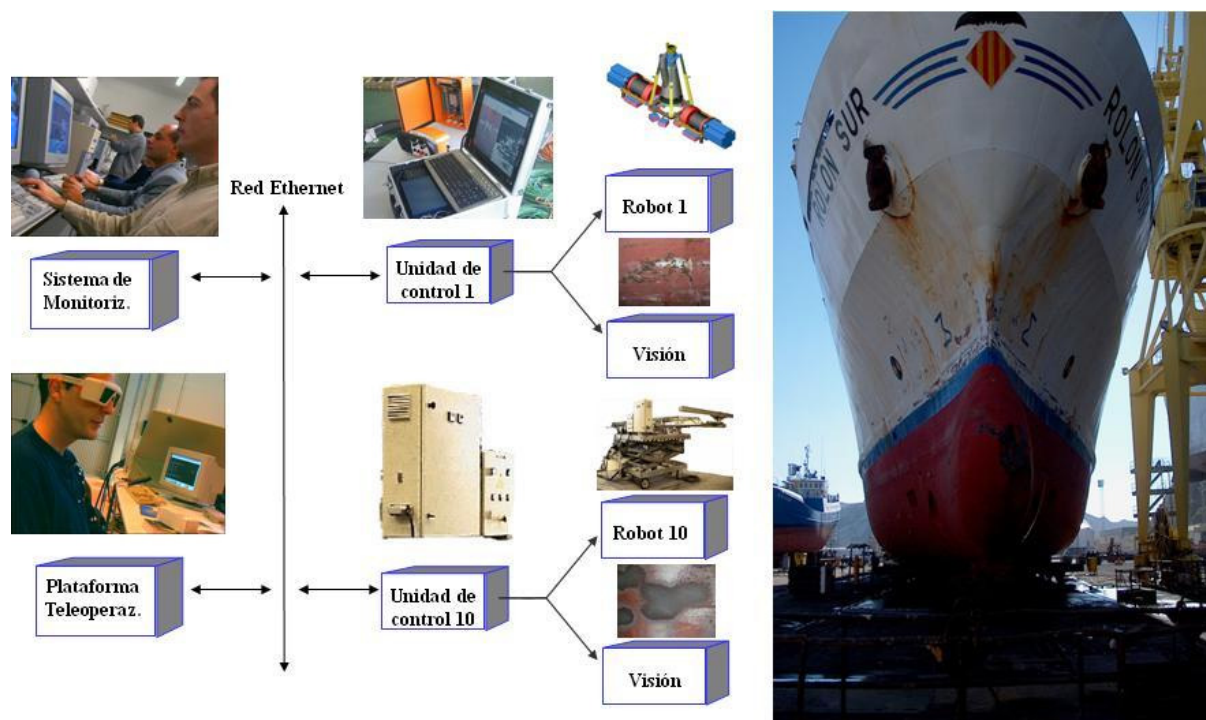 Red Ethernet
Sistema de
Monitoriz.
Unidad de
control 1
Robot 1
Visión
Plataforma
Teleoperaz.
Unidad de
control 10
Robot 10
Visión
ROLON SUR
ROLON SUR